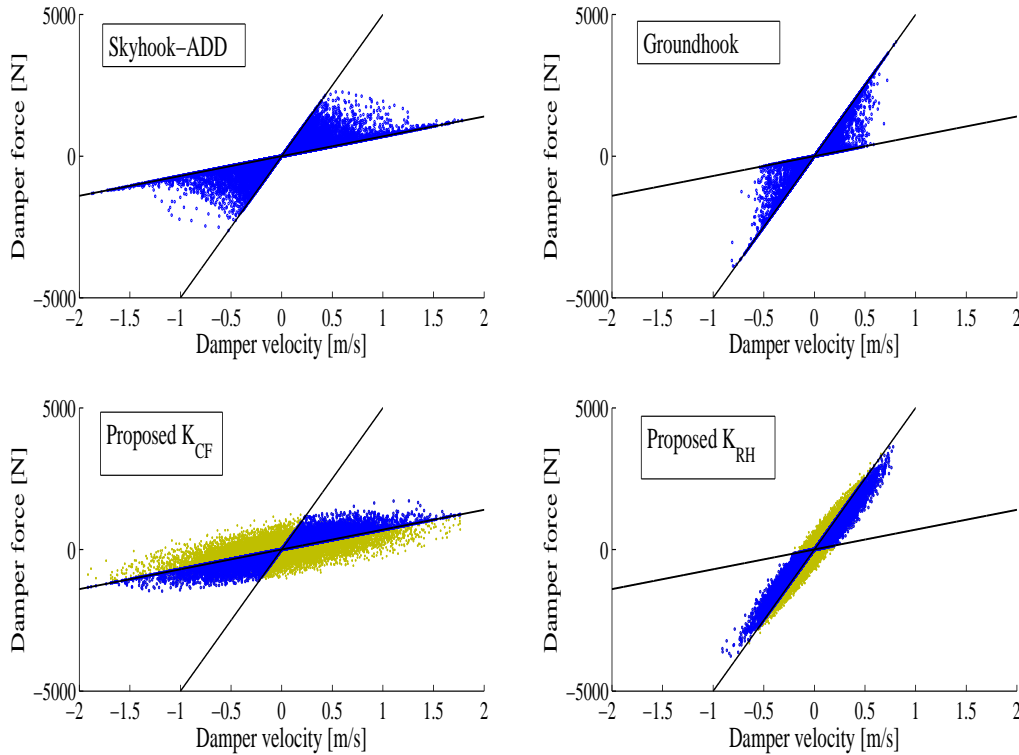 Skyhook−ADD
5000
0
−5000
Damper force [N]
−2 −1.5 −1 −0.5 0 0.5 1 1.5 2
Damper velocity [m/s]
Groundhook
5000
0
−5000
Damper force [N]
−2 −1.5 −1 −0.5 0 0.5 1 1.5 2
Damper velocity [m/s]
Proposed K_CF
5000
0
−5000
Damper force [N]
−2 −1.5 −1 −0.5 0 0.5 1 1.5 2
Damper velocity [m/s]
Proposed K_RH
5000
0
−5000
Damper force [N]
−2 −1.5 −1 −0.5 0 0.5 1 1.5 2
Damper velocity [m/s]